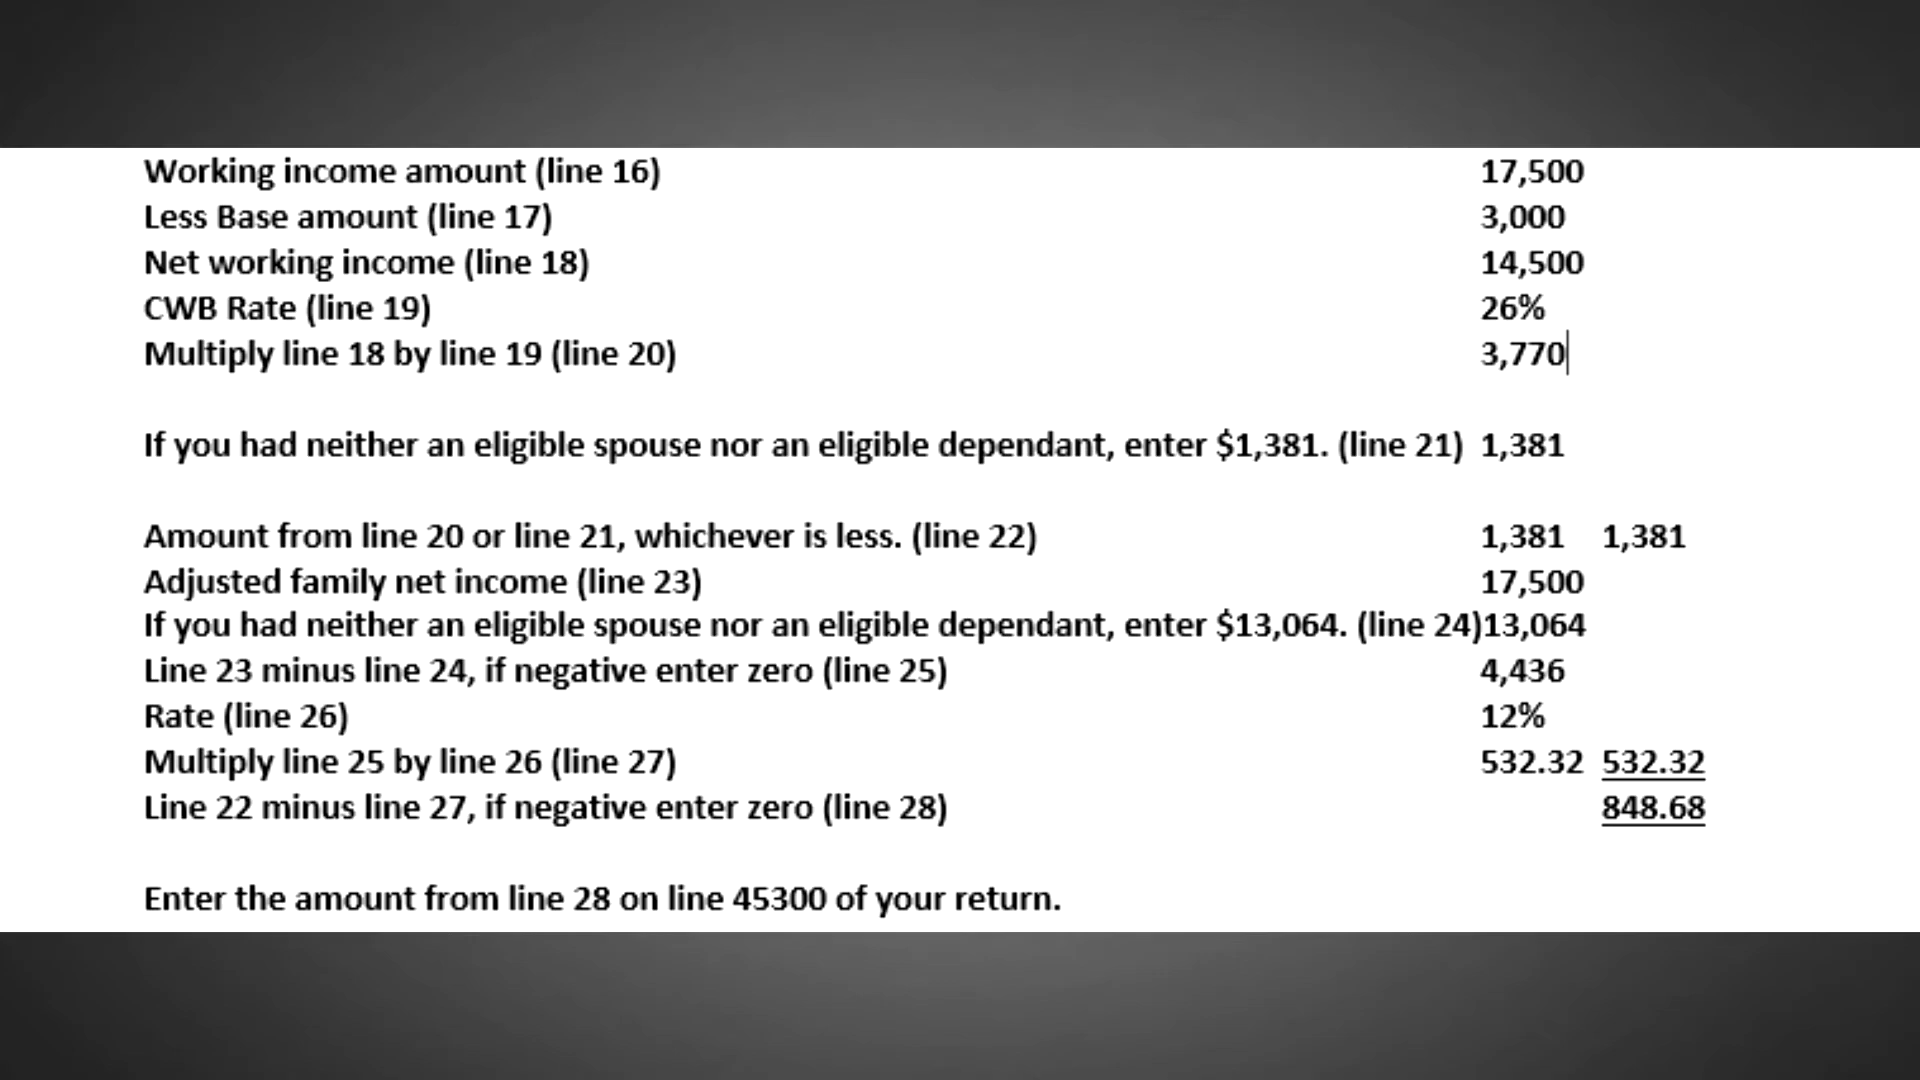 Working income amount (line 16) 17,500
Less Base amount (line 17) 3,000
Net working income (line 18) 14,500
CWB Rate (line 19) 26%
Multiply line 18 by line 19 (line 20) 3,770
If you had neither an eligible spouse nor an eligible dependant, enter $1,381. (line 21) 1,381
Amount from line 20 or line 21, whichever is less. (line 22) 1,381 1,381
Adjusted family net income (line 23) 17,500
If you had neither an eligible spouse nor an eligible dependant, enter $13,064. (line 24)13,064
Line 23 minus line 24, if negative enter zero (line 25) 4,436
Rate (line 26) 12%
Multiply line 25 by line 26 (line 27) 532.32 532.32
Line 22 minus line 27, if negative enter zero (line 28) 848.68
Enter the amount from line 28 on line 45300 of your return.